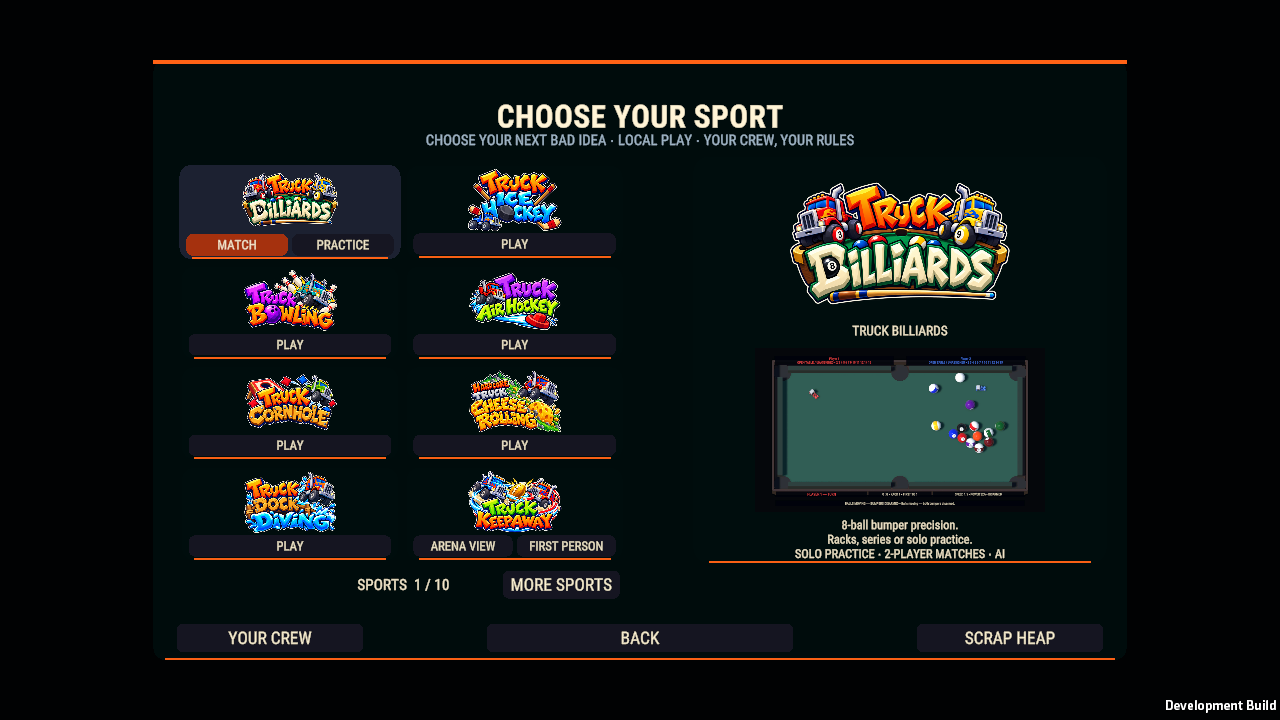 CHOOSE YOUR SPORT
CHOOSE YOUR NEXT BAD IDEA · LOCAL PLAY · YOUR CREW, YOUR RULES
TRUCK BILLIARDS
MATCH
PRACTICE
TRUCK ICE HOCKEY
PLAY
TRUCK BOWLING
PLAY
TRUCK AIR HOCKEY
PLAY
TRUCK CORNHOLE
PLAY
TRUCK CHEESE ROLLING
PLAY
TRUCK DOCK DIVING
PLAY
TRUCK KEEPAWAY
ARENA VIEW
FIRST PERSON
SPORTS 1 / 10
MORE SPORTS
TRUCK
BILLIARDS
TRUCK BILLIARDS
8-ball bumper precision.
Racks, series or solo practice.
SOLO PRACTICE · 2-PLAYER MATCHES · AI
YOUR CREW
BACK
SCRAP HEAP
Development Build